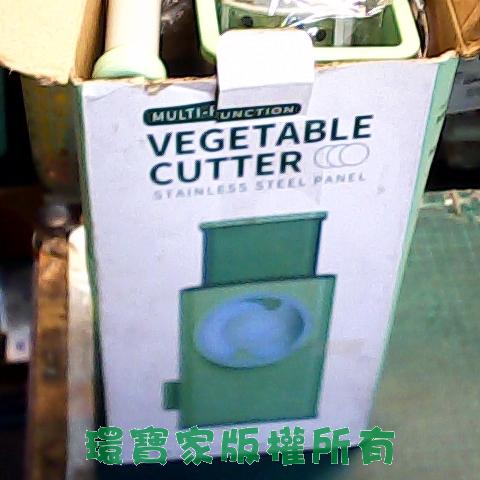 MULTI-FUNCTION
VEGETABLE
CUTTER
STAINLESS STEEL PANEL
環寶家版權所有